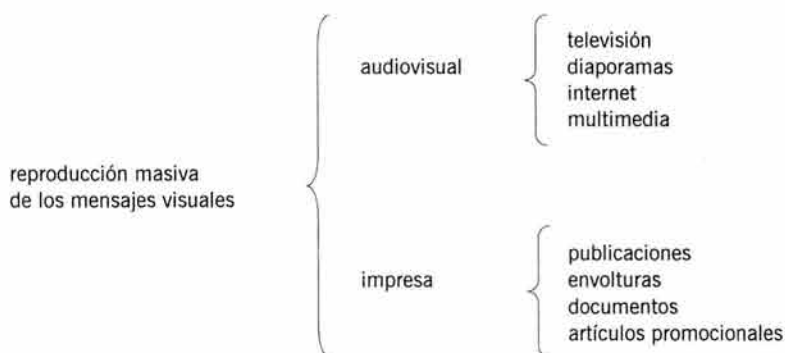 reproducción masiva
de los mensajes visuales
audiovisual
televisión
diaporamas
internet
multimedia
impresa
publicaciones
envolturas
documentos
artículos promocionales